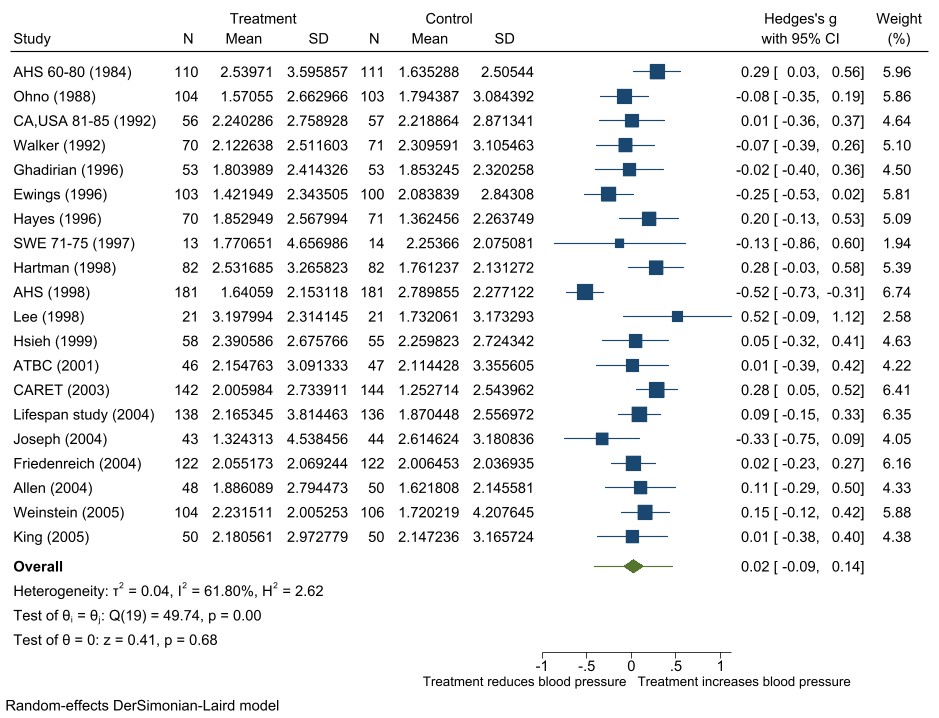 Treatment Control Hedges's g Weight
Study N Mean SD N Mean SD with 95% CI (%)
AHS 60-80 (1984) 110 2.53971 3.595857 111 1.635288 2.50544 0.29 [ 0.03, 0.56] 5.96
Ohno (1988) 104 1.57055 2.662966 103 1.794387 3.084392 -0.08 [ -0.35, 0.19] 5.86
CA,USA 81-85 (1992) 56 2.240286 2.758928 57 2.218864 2.871341 0.01 [ -0.36, 0.37] 4.64
Walker (1992) 70 2.122638 2.511603 71 2.309591 3.105463 -0.07 [ -0.39, 0.26] 5.10
Ghadirian (1996) 53 1.803989 2.414326 53 1.853245 2.320258 -0.02 [ -0.40, 0.36] 4.50
Ewings (1996) 103 1.421949 2.343505 100 2.083839 2.84308 -0.25 [ -0.53, 0.02] 5.81
Hayes (1996) 70 1.852949 2.567994 71 1.362456 2.263749 0.20 [ -0.13, 0.53] 5.09
SWE 71-75 (1997) 13 1.770651 4.656986 14 2.25366 2.075081 -0.13 [ -0.86, 0.60] 1.94
Hartman (1998) 82 2.531685 3.265823 82 1.761237 2.131272 0.28 [ -0.03, 0.58] 5.39
AHS (1998) 181 1.64059 2.153118 181 2.789855 2.277122 -0.52 [ -0.73, -0.31] 6.74
Lee (1998) 21 3.197994 2.314145 21 1.732061 3.173293 0.52 [ -0.09, 1.12] 2.58
Hsieh (1999) 58 2.390586 2.675766 55 2.259823 2.724342 0.05 [ -0.32, 0.41] 4.63
ATBC (2001) 46 2.154763 3.091333 47 2.114428 3.355605 0.01 [ -0.39, 0.42] 4.22
CARET (2003) 142 2.005984 2.733911 144 1.252714 2.543962 0.28 [ 0.05, 0.52] 6.41
Lifespan study (2004) 138 2.165345 3.814463 136 1.870448 2.556972 0.09 [ -0.15, 0.33] 6.35
Joseph (2004) 43 1.324313 4.538456 44 2.614624 3.180836 -0.33 [ -0.75, 0.09] 4.05
Friedenreich (2004) 122 2.055173 2.069244 122 2.006453 2.036935 0.02 [ -0.23, 0.27] 6.16
Allen (2004) 48 1.886089 2.794473 50 1.621808 2.145581 0.11 [ -0.29, 0.50] 4.33
Weinstein (2005) 104 2.231511 2.005253 106 1.720219 4.207645 0.15 [ -0.12, 0.42] 5.88
King (2005) 50 2.180561 2.972779 50 2.147236 3.165724 0.01 [ -0.38, 0.40] 4.38
Overall 0.02 [ -0.09, 0.14]
Heterogeneity: τ² = 0.04, I² = 61.80%, H² = 2.62
Test of θᵢ = θⱼ: Q(19) = 49.74, p = 0.00
Test of θ = 0: z = 0.41, p = 0.68
-1 -.5 0 .5 1
Treatment reduces blood pressure Treatment increases blood pressure
Random-effects DerSimonian-Laird model